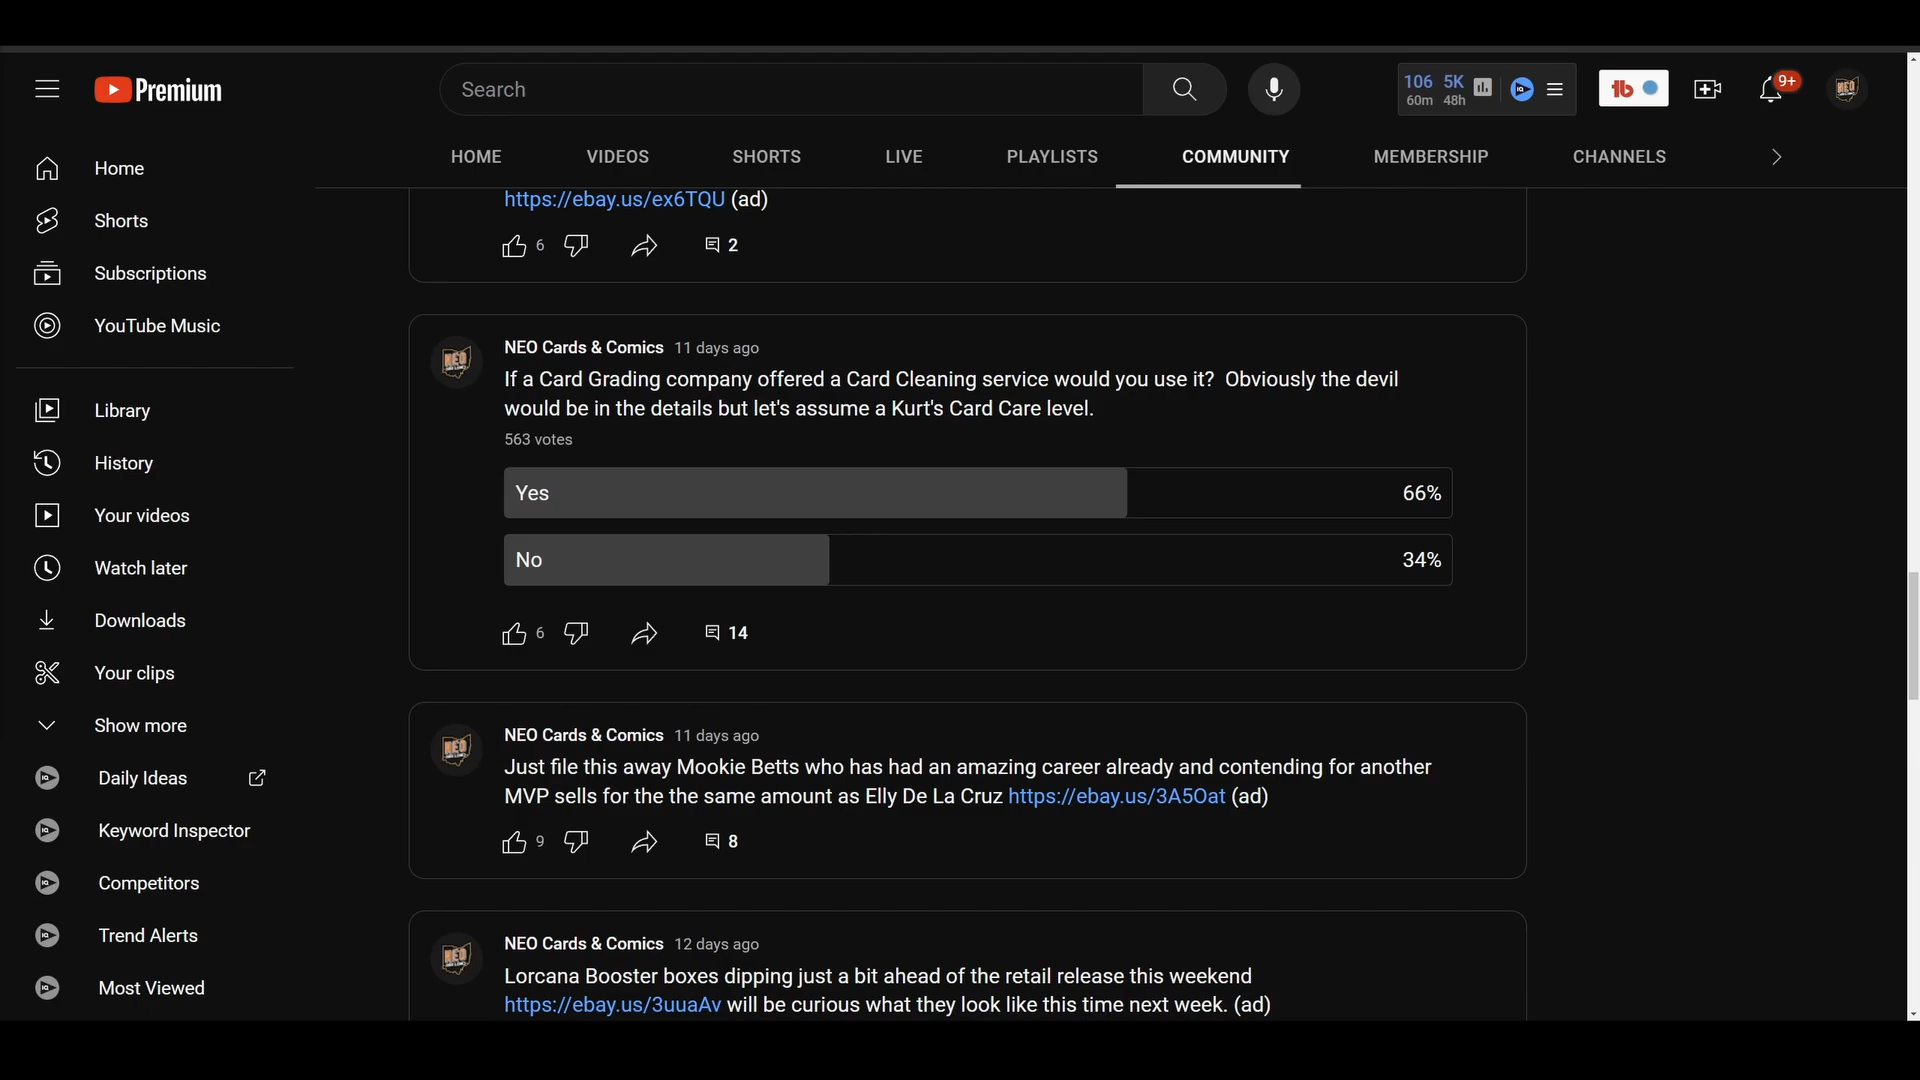 Premium
Search
106 5K
60m 48h
9+
HOME VIDEOS SHORTS LIVE PLAYLISTS COMMUNITY MEMBERSHIP CHANNELS
Home
Shorts
Subscriptions
YouTube Music
Library
History
Your videos
Watch later
Downloads
Your clips
Show more
Daily Ideas
Keyword Inspector
Competitors
Trend Alerts
Most Viewed
https://ebay.us/ex6TQU (ad)
6 2
NEO Cards & Comics 11 days ago
If a Card Grading company offered a Card Cleaning service would you use it? Obviously the devil
would be in the details but let's assume a Kurt's Card Care level.
563 votes
Yes 66%
No 34%
6 14
NEO Cards & Comics 11 days ago
Just file this away Mookie Betts who has had an amazing career already and contending for another
MVP sells for the the same amount as Elly De La Cruz https://ebay.us/3A5Oat (ad)
9 8
NEO Cards & Comics 12 days ago
Lorcana Booster boxes dipping just a bit ahead of the retail release this weekend
https://ebay.us/3uuaAv will be curious what they look like this time next week. (ad)